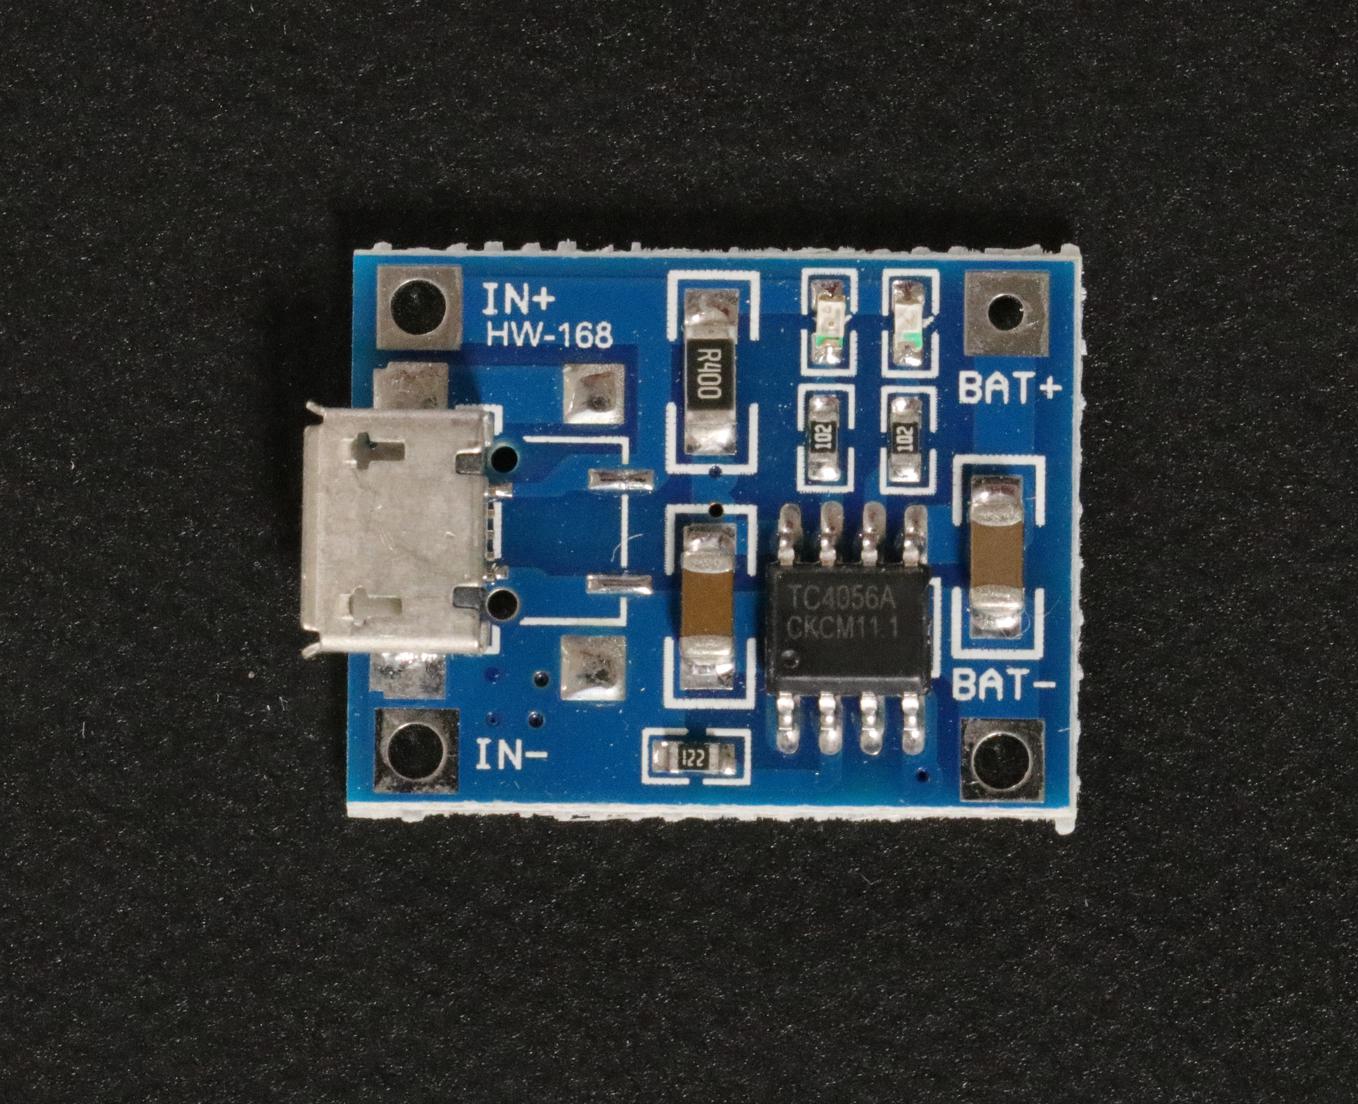 IN+
HW-168
R400
102
102
BAT+
TC4056A
CKCM11.1
BAT-
IN-
122